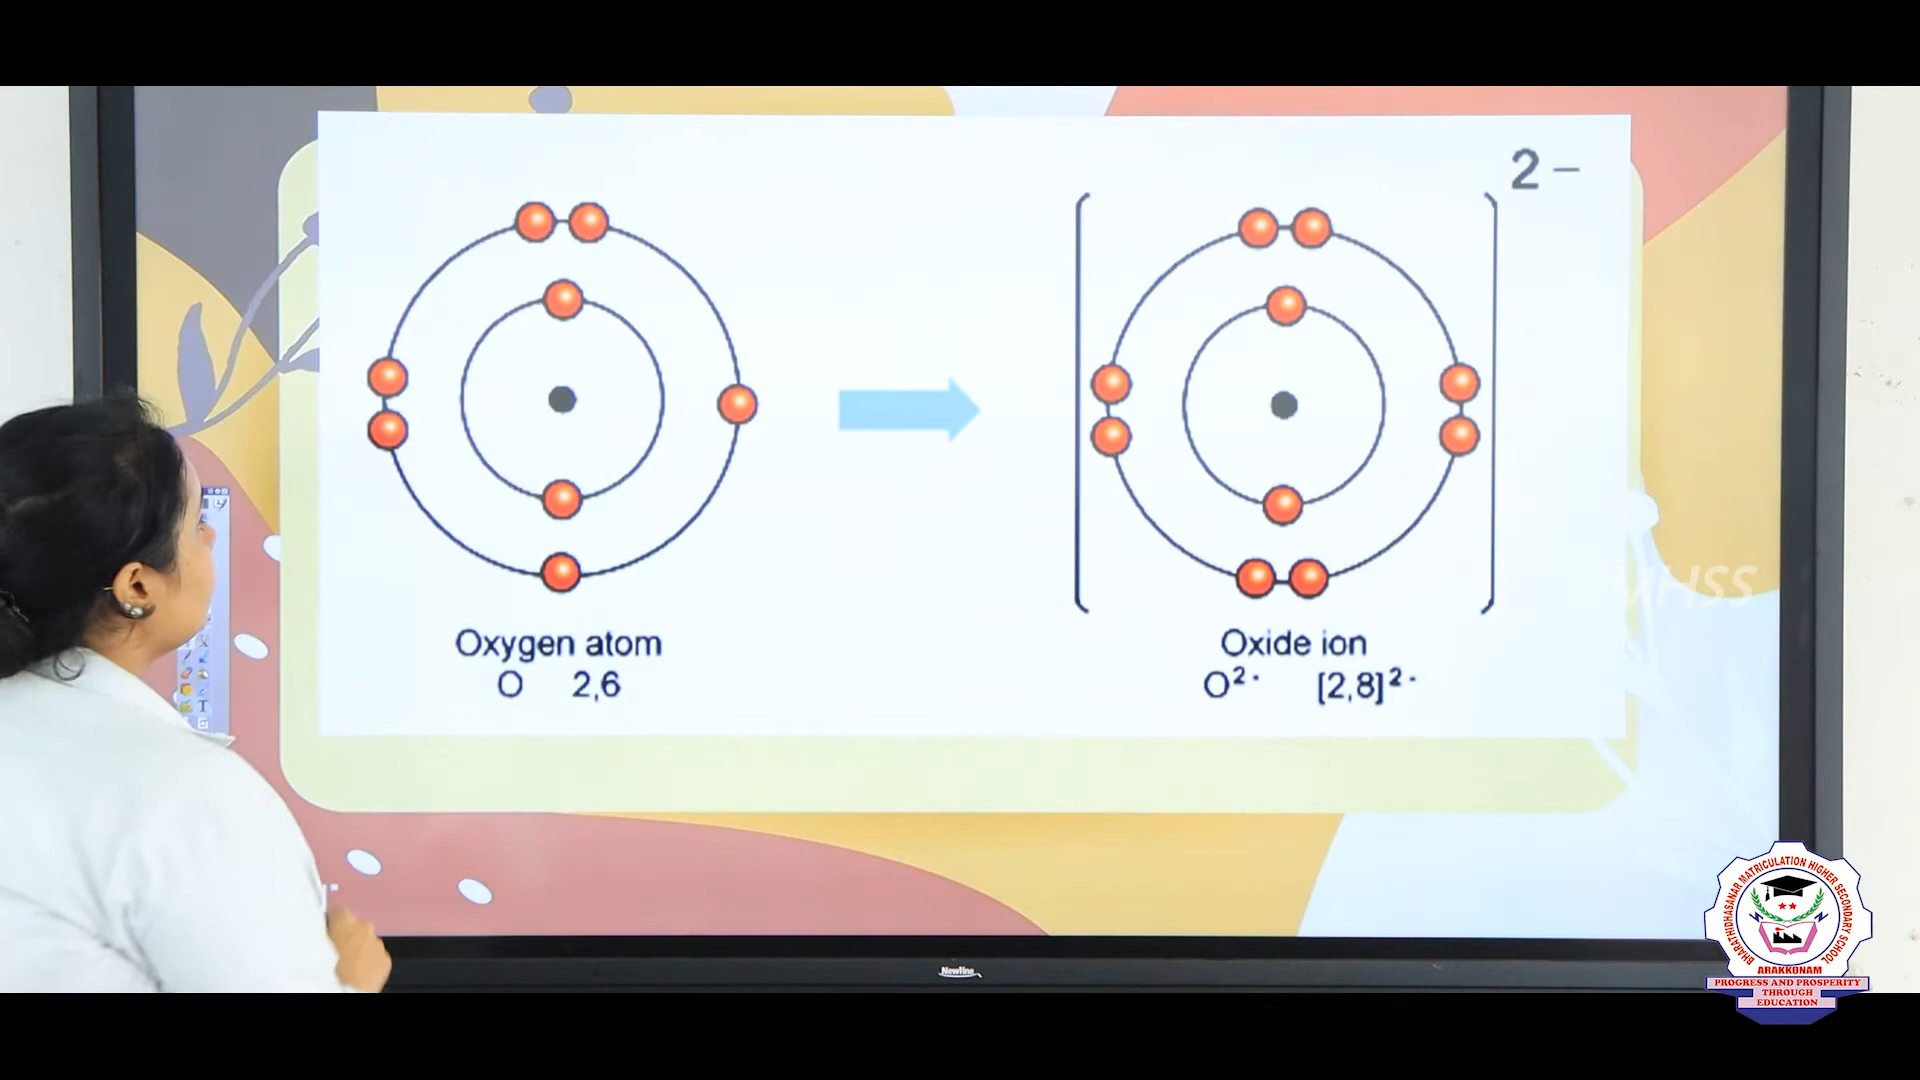 2 –
Oxygen atom
O 2,6
Oxide ion
O²⁻ [2,8]²⁻
MHSS
Newline
BHARATHIDHASANAR MATRICULATION HIGHER SECONDARY SCHOOL
ARAKKONAM
PROGRESS AND PROSPERITY
THROUGH
EDUCATION